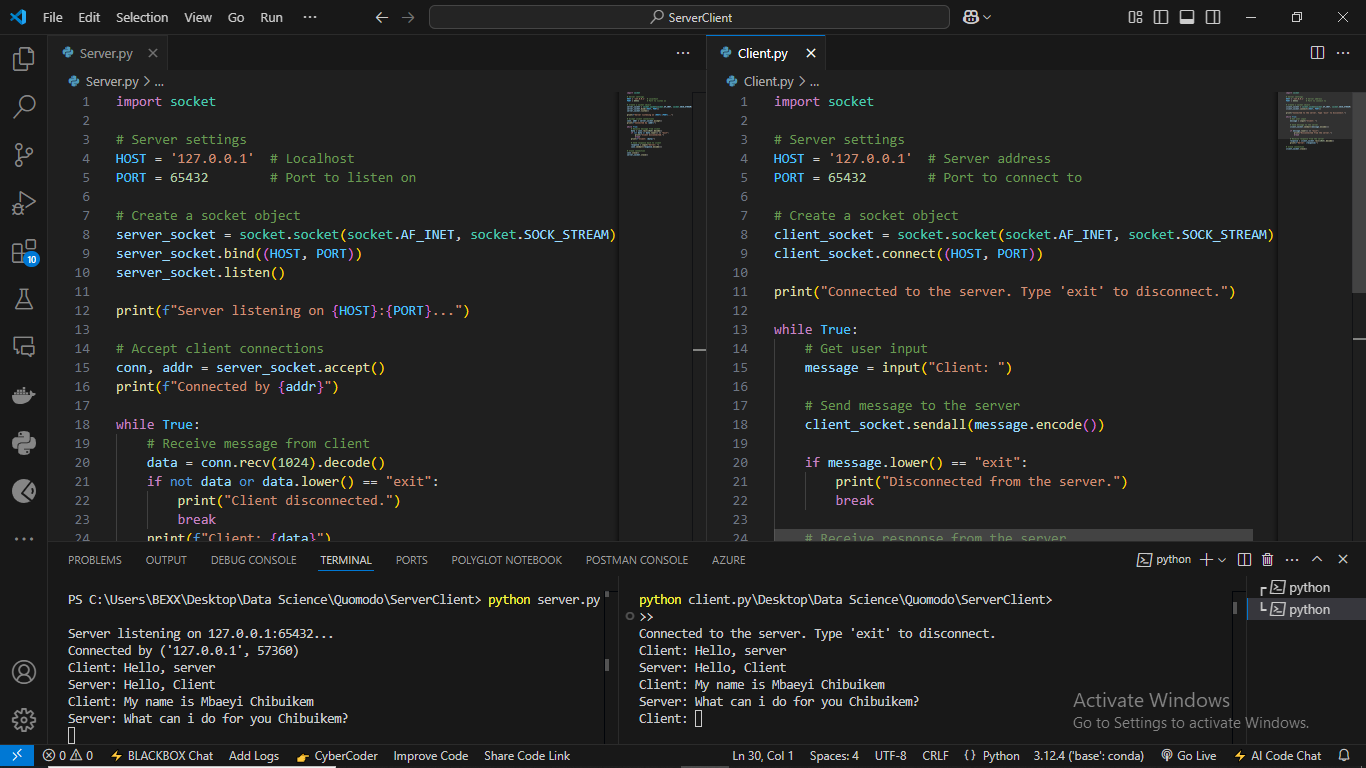 File Edit Selection View Go Run ··· ServerClient
Server.py
Server.py > ...
1 import socket
2
3 # Server settings
4 HOST = '127.0.0.1'  # Localhost
5 PORT = 65432        # Port to listen on
6
7 # Create a socket object
8 server_socket = socket.socket(socket.AF_INET, socket.SOCK_STREAM)
9 server_socket.bind((HOST, PORT))
10 server_socket.listen()
11
12 print(f"Server listening on {HOST}:{PORT}...")
13
14 # Accept client connections
15 conn, addr = server_socket.accept()
16 print(f"Connected by {addr}")
17
18 while True:
19     # Receive message from client
20     data = conn.recv(1024).decode()
21     if not data or data.lower() == "exit":
22         print("Client disconnected.")
23         break
24     print(f"Client: {data}")
Client.py
Client.py > ...
1 import socket
2
3 # Server settings
4 HOST = '127.0.0.1'  # Server address
5 PORT = 65432        # Port to connect to
6
7 # Create a socket object
8 client_socket = socket.socket(socket.AF_INET, socket.SOCK_STREAM)
9 client_socket.connect((HOST, PORT))
10
11 print("Connected to the server. Type 'exit' to disconnect.")
12
13 while True:
14     # Get user input
15     message = input("Client: ")
16
17     # Send message to the server
18     client_socket.sendall(message.encode())
19
20     if message.lower() == "exit":
21         print("Disconnected from the server.")
22         break
23
24     # Receive response from the server
10
PROBLEMS OUTPUT DEBUG CONSOLE TERMINAL PORTS POLYGLOT NOTEBOOK POSTMAN CONSOLE AZURE python
PS C:\Users\BEXX\Desktop\Data Science\Quomodo\ServerClient> python server.py
Server listening on 127.0.0.1:65432...
Connected by ('127.0.0.1', 57360)
Client: Hello, server
Server: Hello, Client
Client: My name is Mbaeyi Chibuikem
Server: What can i do for you Chibuikem?
python client.py\Desktop\Data Science\Quomodo\ServerClient>
>>
Connected to the server. Type 'exit' to disconnect.
Client: Hello, server
Server: Hello, Client
Client: My name is Mbaeyi Chibuikem
Server: What can i do for you Chibuikem?
Client:
python
python
Activate Windows
Go to Settings to activate Windows.
0 0 BLACKBOX Chat Add Logs CyberCoder Improve Code Share Code Link Ln 30, Col 1 Spaces: 4 UTF-8 CRLF {} Python 3.12.4 ('base': conda) Go Live AI Code Chat